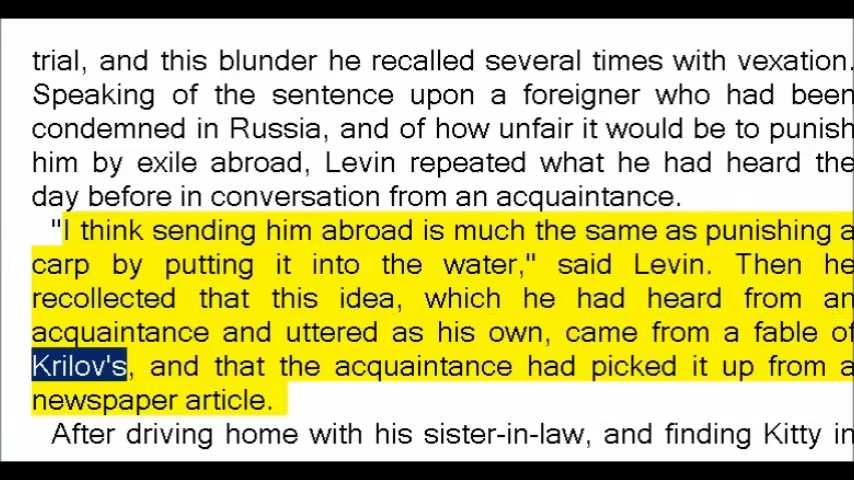 trial, and this blunder he recalled several times with vexation.
Speaking of the sentence upon a foreigner who had been
condemned in Russia, and of how unfair it would be to punish
him by exile abroad, Levin repeated what he had heard the
day before in conversation from an acquaintance.
"I think sending him abroad is much the same as punishing a
carp by putting it into the water," said Levin. Then he
recollected that this idea, which he had heard from an
acquaintance and uttered as his own, came from a fable of
Krilov's, and that the acquaintance had picked it up from a
newspaper article.
After driving home with his sister-in-law, and finding Kitty in